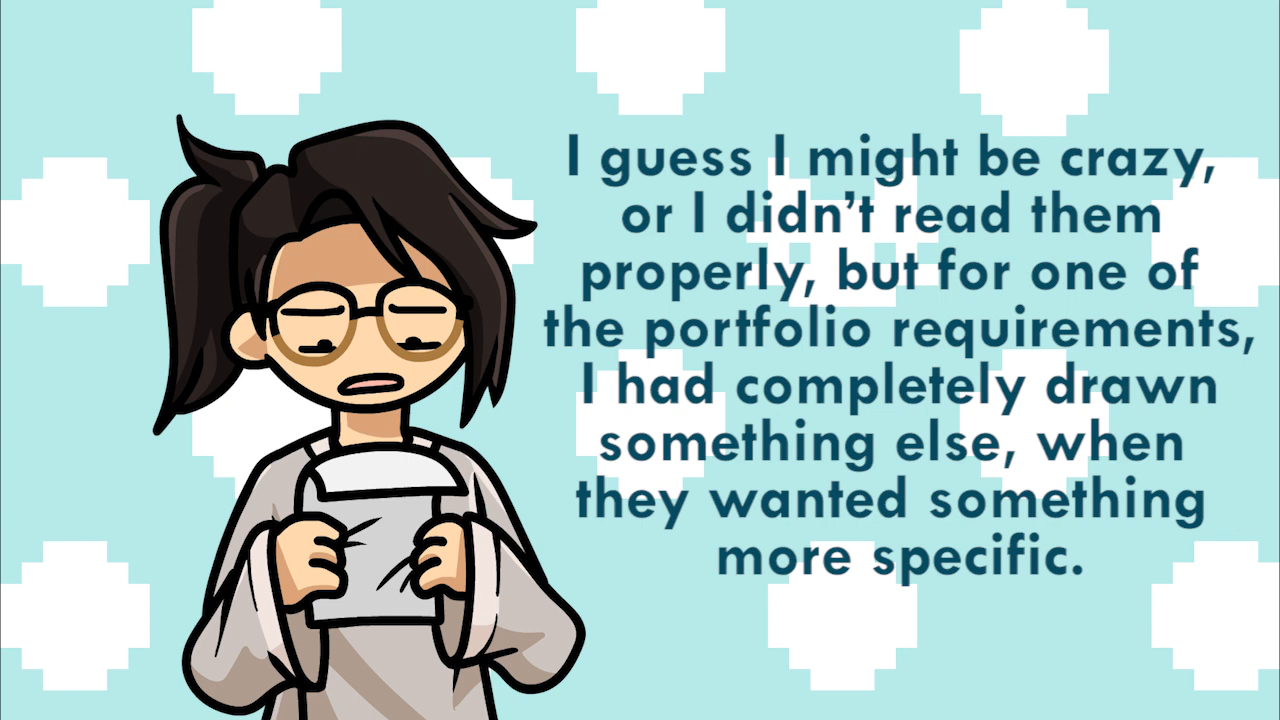 I guess I might be crazy,
or I didn’t read them
properly, but for one of
the portfolio requirements,
I had completely drawn
something else, when
they wanted something
more specific.